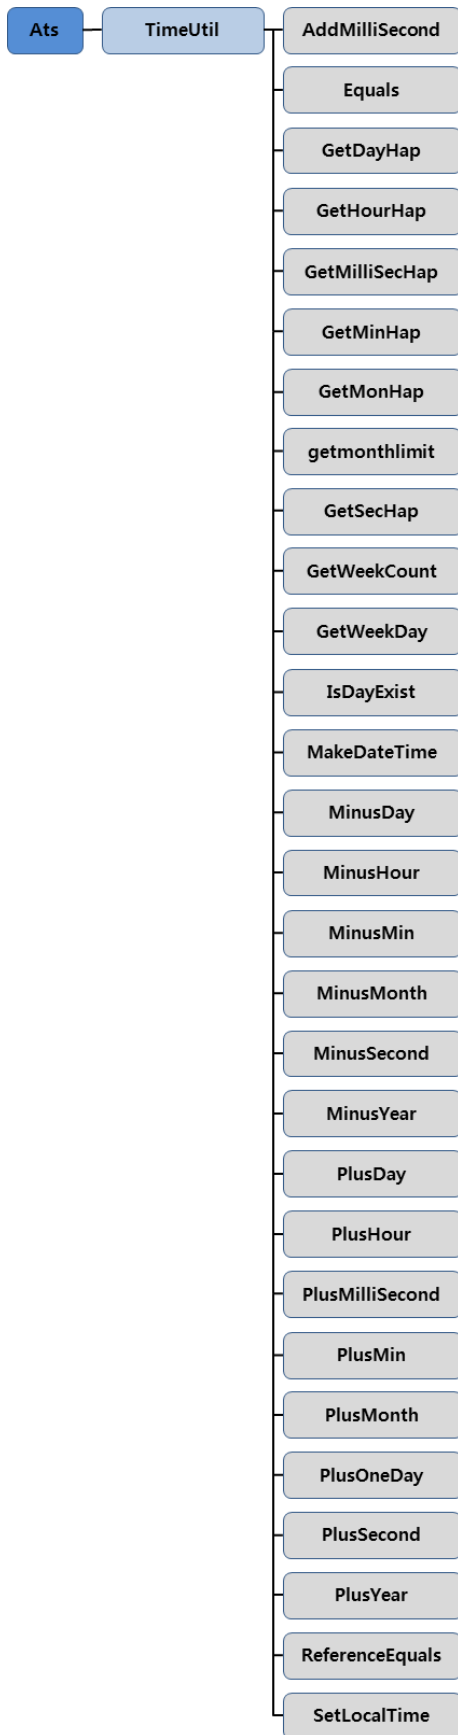 Ats
TimeUtil
AddMilliSecond
Equals
GetDayHap
GetHourHap
GetMilliSecHap
GetMinHap
GetMonHap
getmonthlimit
GetSecHap
GetWeekCount
GetWeekDay
IsDayExist
MakeDateTime
MinusDay
MinusHour
MinusMin
MinusMonth
MinusSecond
MinusYear
PlusDay
PlusHour
PlusMilliSecond
PlusMin
PlusMonth
PlusOneDay
PlusSecond
PlusYear
ReferenceEquals
SetLocalTime